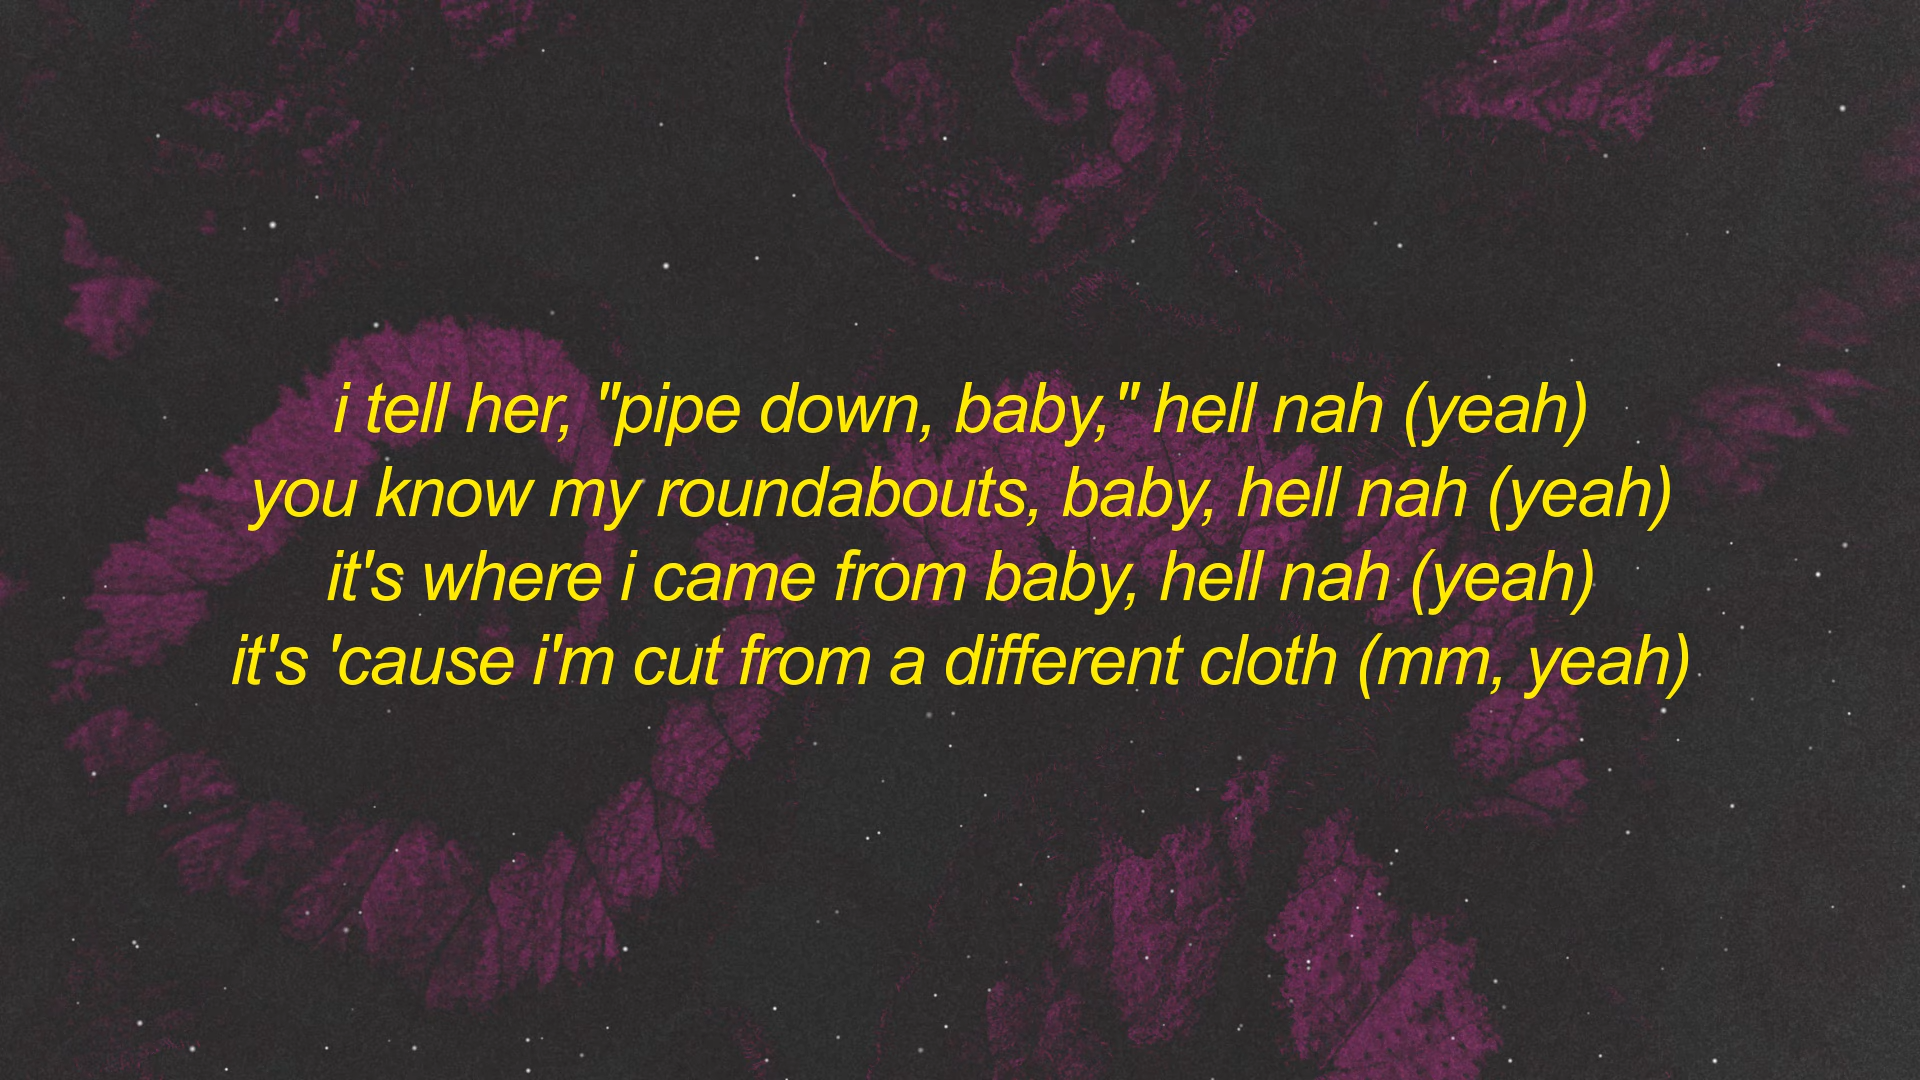 i tell her, "pipe down, baby," hell nah (yeah)
you know my roundabouts, baby, hell nah (yeah)
it's where i came from baby, hell nah (yeah)
it's 'cause i'm cut from a different cloth (mm, yeah)